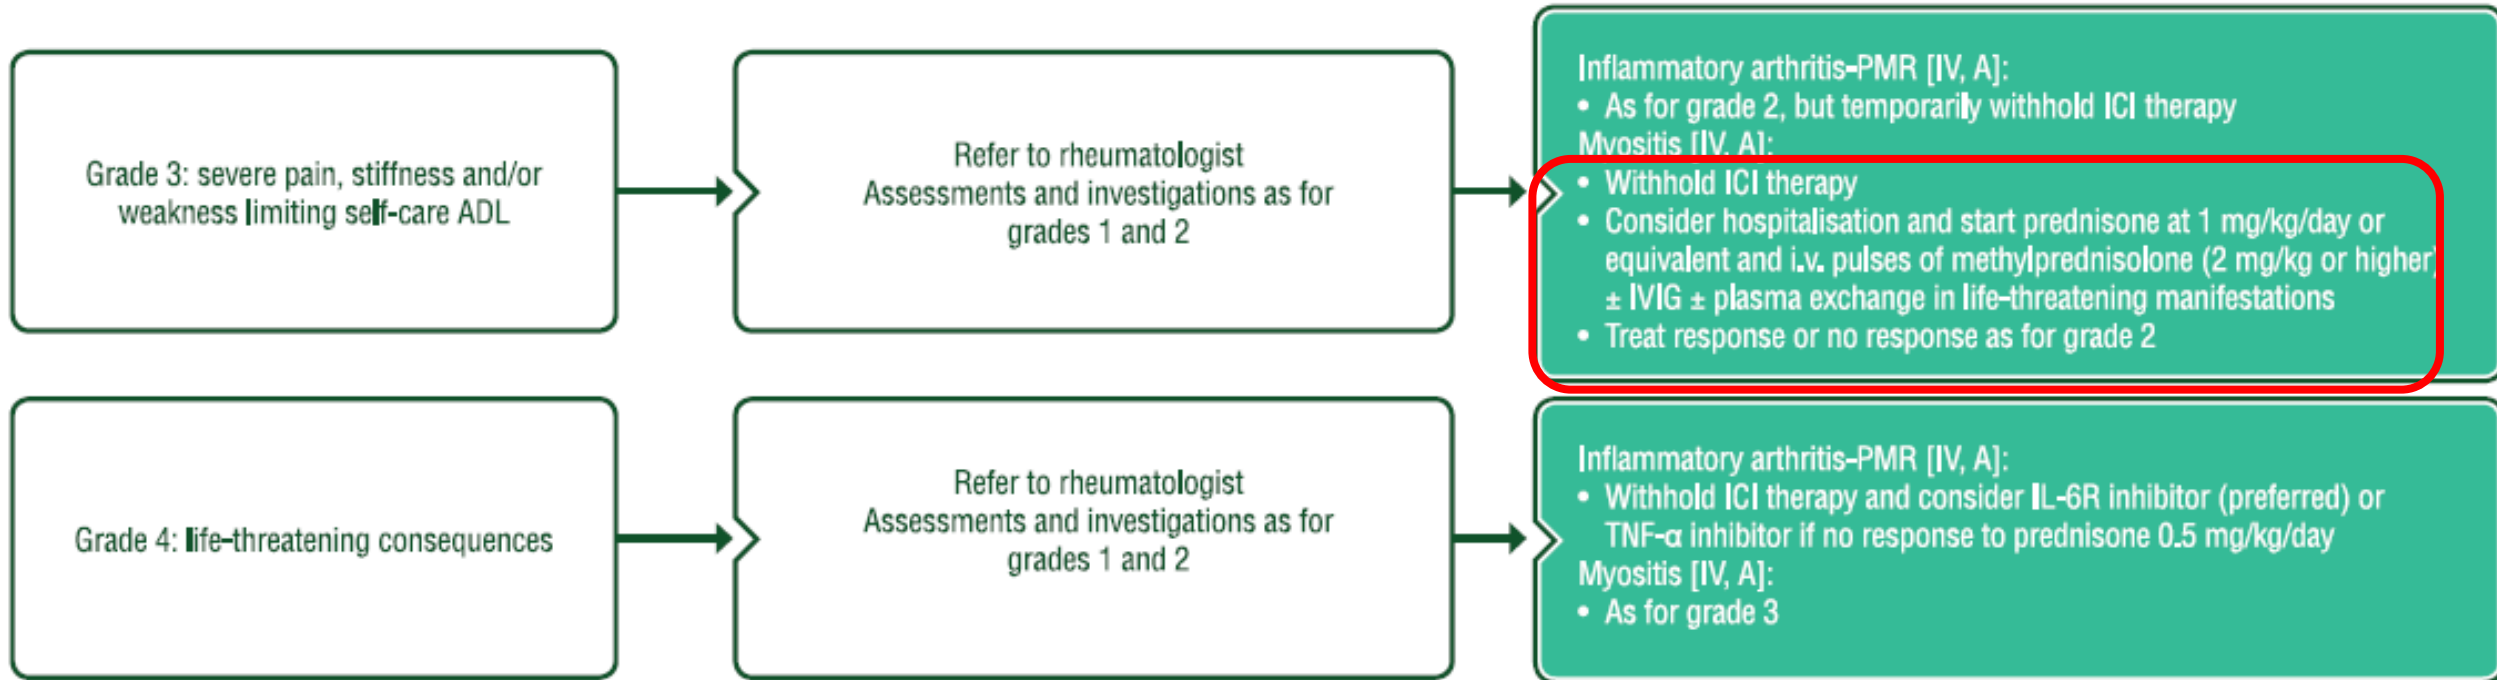 Grade 3: severe pain, stiffness and/or
weakness limiting self-care ADL
Refer to rheumatologist
Assessments and investigations as for
grades 1 and 2
Inflammatory arthritis-PMR [IV, A]:
• As for grade 2, but temporarily withhold ICI therapy
Myositis [IV, A]:
• Withhold ICI therapy
• Consider hospitalisation and start prednisone at 1 mg/kg/day or
equivalent and i.v. pulses of methylprednisolone (2 mg/kg or higher)
± IVIG ± plasma exchange in life-threatening manifestations
• Treat response or no response as for grade 2
Grade 4: life-threatening consequences
Refer to rheumatologist
Assessments and investigations as for
grades 1 and 2
Inflammatory arthritis-PMR [IV, A]:
• Withhold ICI therapy and consider IL-6R inhibitor (preferred) or
TNF-α inhibitor if no response to prednisone 0.5 mg/kg/day
Myositis [IV, A]:
• As for grade 3